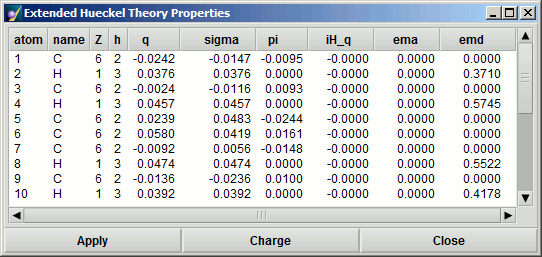 Extended Hueckel Theory Properties
atom name Z h q sigma pi iH_q ema emd
1 C 6 2 -0.0242 -0.0147 -0.0095 -0.0000 0.0000 0.0000
2 H 1 3 0.0376 0.0376 0.0000 -0.0000 0.0000 0.3710
3 C 6 2 -0.0024 -0.0116 0.0093 -0.0000 0.0000 0.0000
4 H 1 3 0.0457 0.0457 0.0000 -0.0000 0.0000 0.5745
5 C 6 2 0.0239 0.0483 -0.0244 -0.0000 0.0000 0.0000
6 C 6 2 0.0580 0.0419 0.0161 -0.0000 0.0000 0.0000
7 C 6 2 -0.0092 0.0056 -0.0148 -0.0000 0.0000 0.0000
8 H 1 3 0.0474 0.0474 0.0000 -0.0000 0.0000 0.5522
9 C 6 2 -0.0136 -0.0236 0.0100 -0.0000 0.0000 0.0000
10 H 1 3 0.0392 0.0392 0.0000 -0.0000 0.0000 0.4178
Apply Charge Close